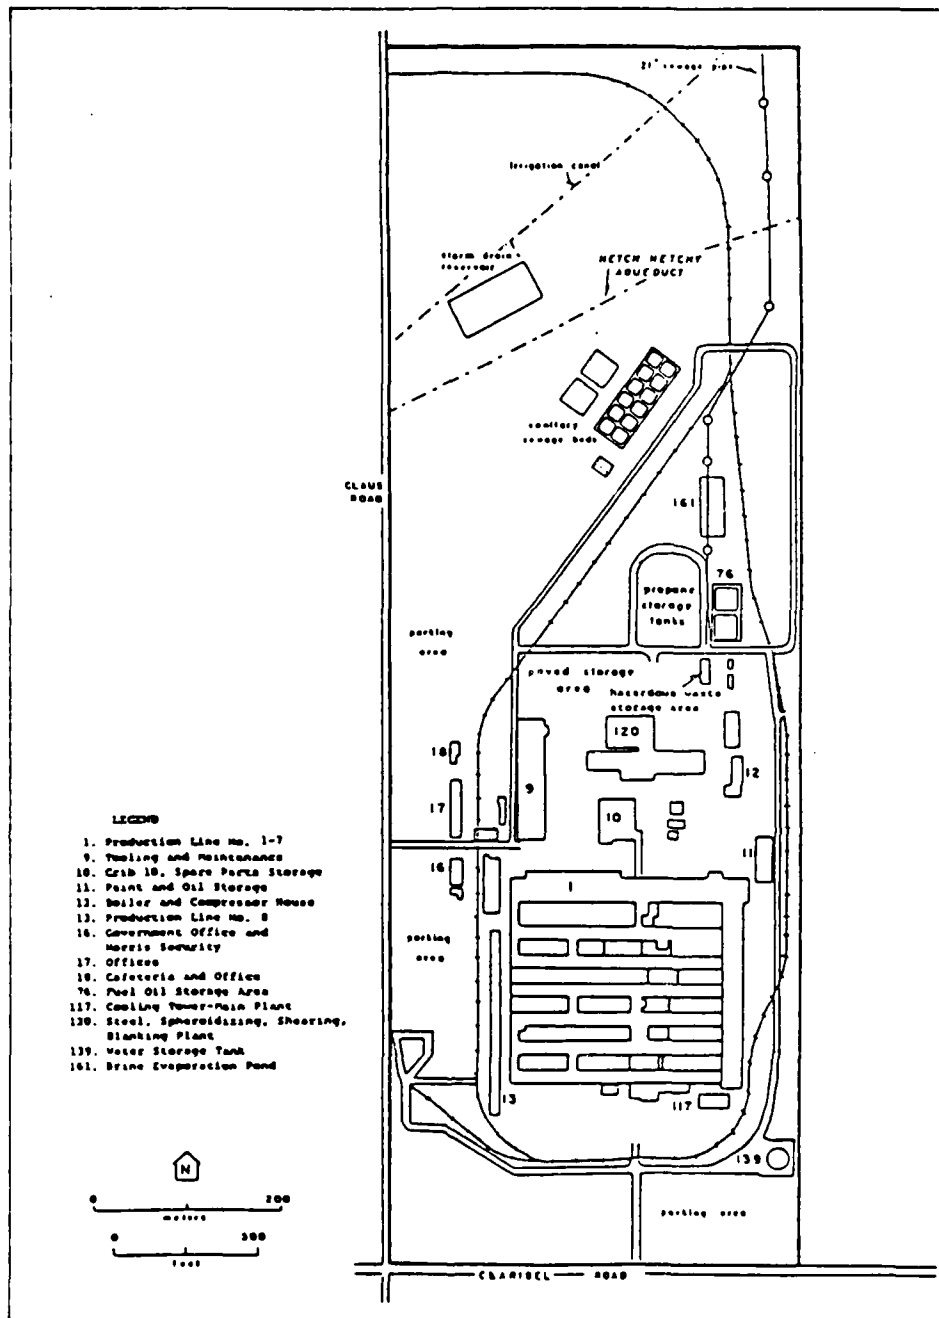 21" sewage pipe
Irrigation canal
storm drain
reservoir
HETCH HETCHY
AQUEDUCT
sanitary
sewage beds
CLAUS
ROAD
161
76
propane
storage
tanks
parking
area
paved storage
area
hazardous waste
storage area
120
18
12
9
17
10
11
16
1
parking
area
LEGEND
1. Production Line No. 1-7
9. Tooling and Maintenance
10. Crib 10, Spare Parts Storage
11. Paint and Oil Storage
12. Boiler and Compressor House
13. Production Line No. 8
16. Government Office and
Norris Security
17. Offices
18. Cafeteria and Office
76. Fuel Oil Storage Area
117. Cooling Tower-Main Plant
120. Steel, Spheroidizing, Shearing,
Blanking Plant
139. Water Storage Tank
161. Brine Evaporation Pond
13
117
139
N
0 200
meters
0 500
feet
parking area
CLARIBEL ROAD